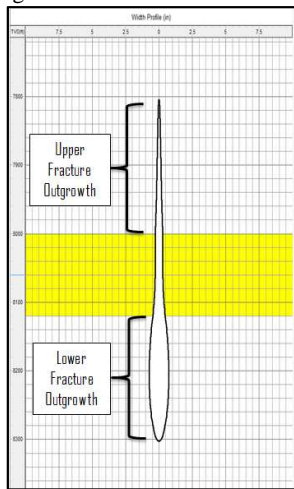 Width Profile (in)
TVD(ft) 7.5 5 2.5 0 2.5 5 7.5
7800
7900
Upper
Fracture
Outgrowth
8000
8100
Lower
Fracture
Outgrowth
8200
8300